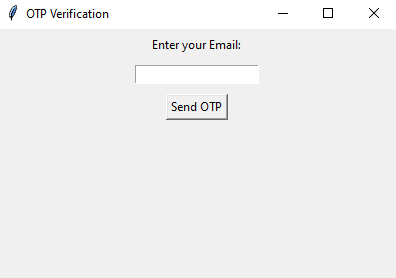 OTP Verification
Enter your Email:
Send OTP